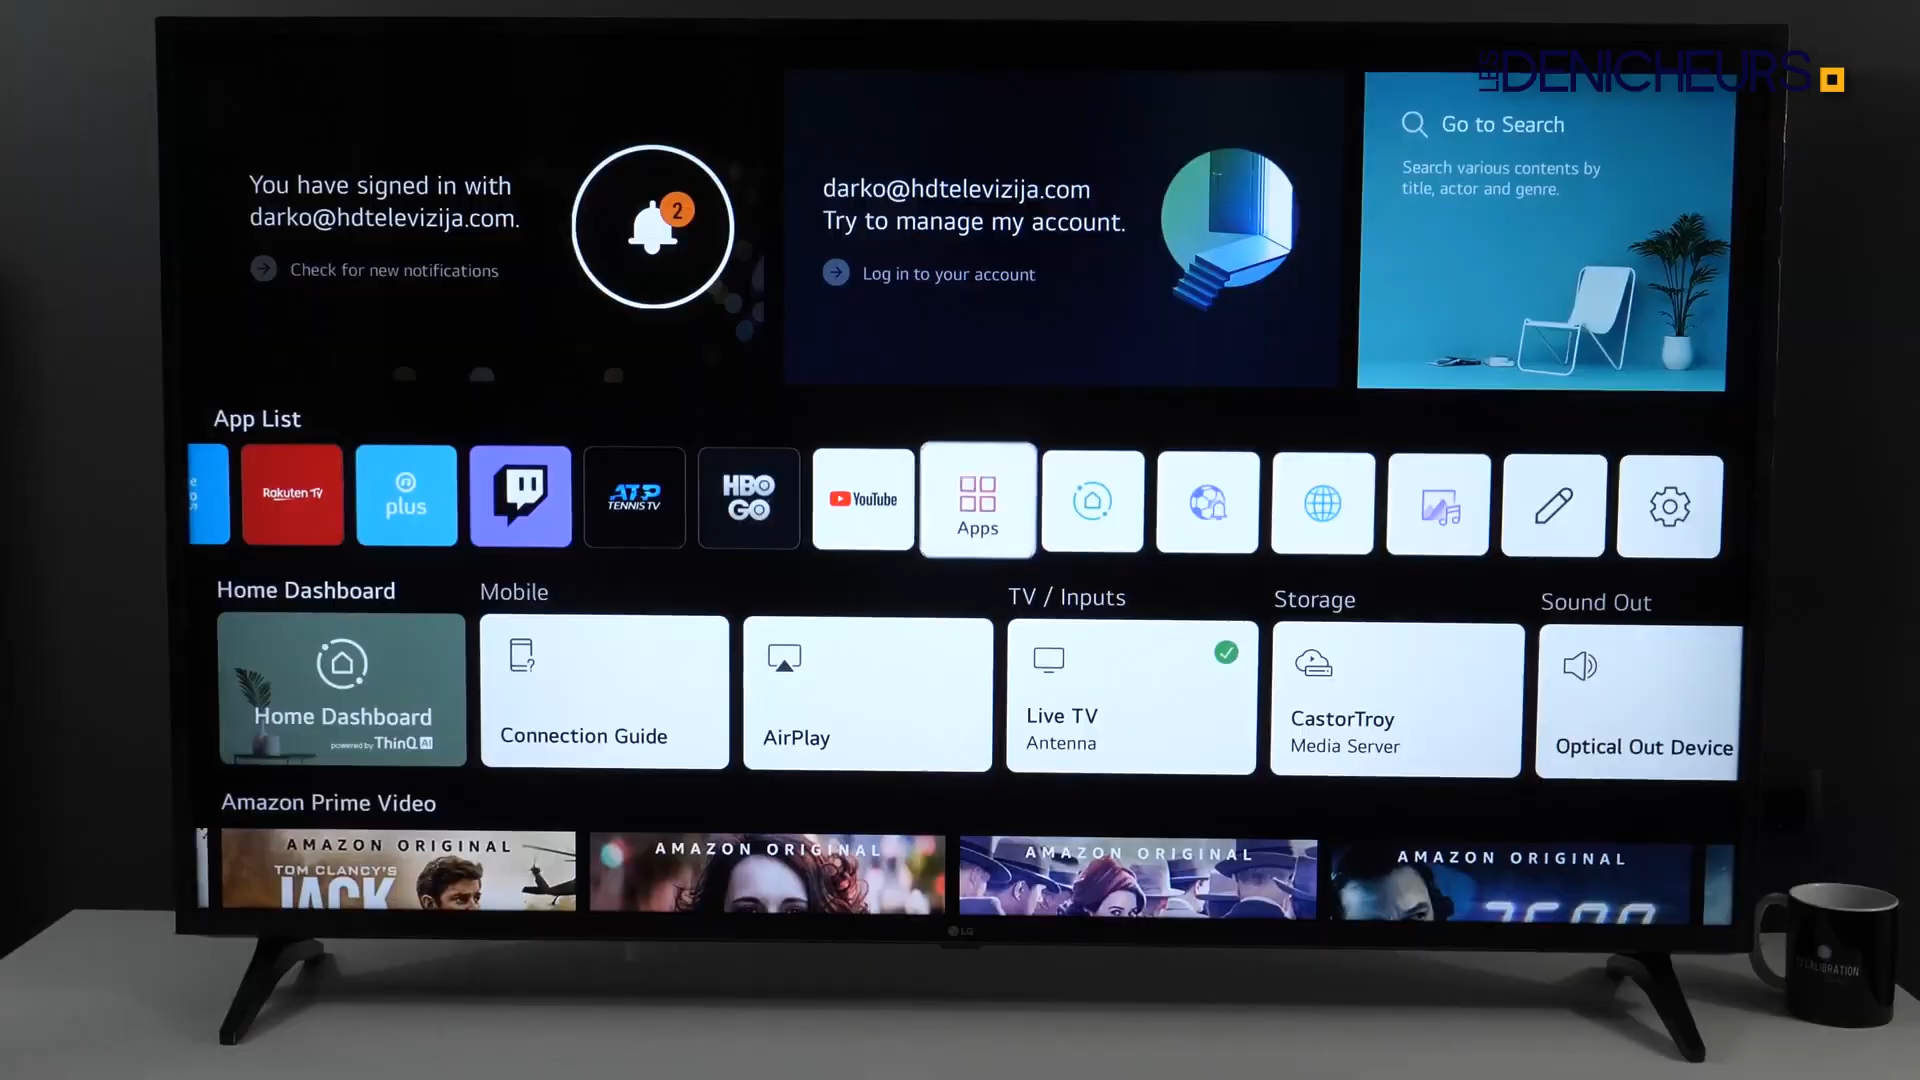 LES DENICHEURS
You have signed in with
darko@hdtelevizija.com.
Check for new notifications
2
darko@hdtelevizija.com
Try to manage my account.
Log in to your account
Go to Search
Search various contents by
title, actor and genre.
App List
Rakuten TV
plus
ATP
TENNIS TV
HBO
GO
YouTube
Apps
Home Dashboard
Mobile
TV / Inputs
Storage
Sound Out
Home Dashboard
powered by ThinQ AI
Connection Guide
AirPlay
Live TV
Antenna
CastorTroy
Media Server
Optical Out Device
Amazon Prime Video
AMAZON ORIGINAL
TOM CLANCY'S
JACK
AMAZON ORIGINAL
AMAZON ORIGINAL
AMAZON ORIGINAL
7500
LG